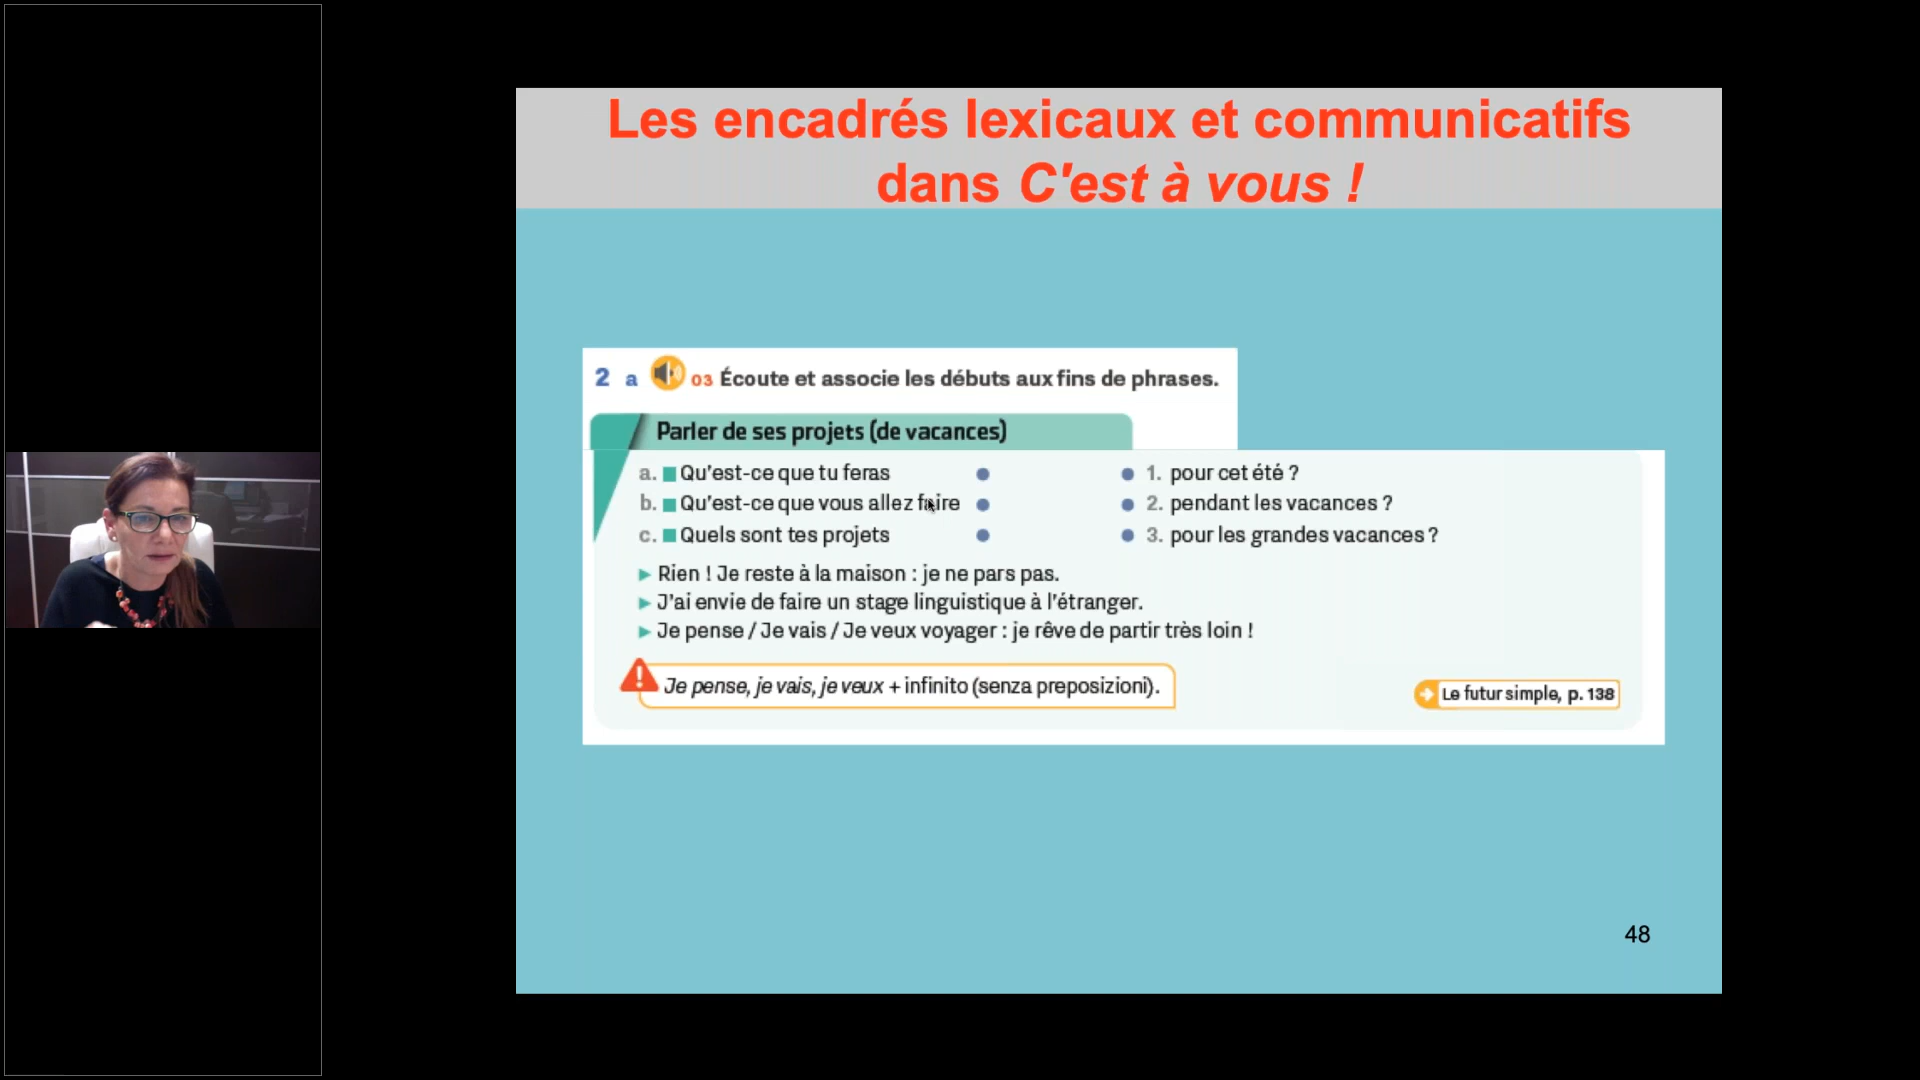 Les encadrés lexicaux et communicatifs
dans C'est à vous !
2 a 03 Écoute et associe les débuts aux fins de phrases.
Parler de ses projets (de vacances)
a. Qu'est-ce que tu feras 1. pour cet été ?
b. Qu'est-ce que vous allez faire 2. pendant les vacances ?
c. Quels sont tes projets 3. pour les grandes vacances ?
Rien ! Je reste à la maison : je ne pars pas.
J'ai envie de faire un stage linguistique à l'étranger.
Je pense / Je vais / Je veux voyager : je rêve de partir très loin !
Je pense, je vais, je veux + infinito (senza preposizioni).
Le futur simple, p. 138
48